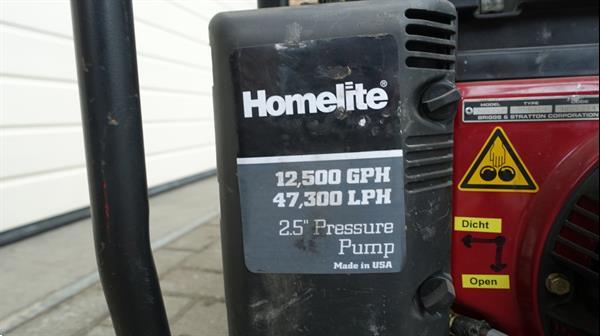 Homelite®
12,500 GPH
47,300 LPH
2.5" Pressure
Pump
Made in USA
MODEL TYPE CODE
BRIGGS & STRATTON CORPORATION
Dicht
Open